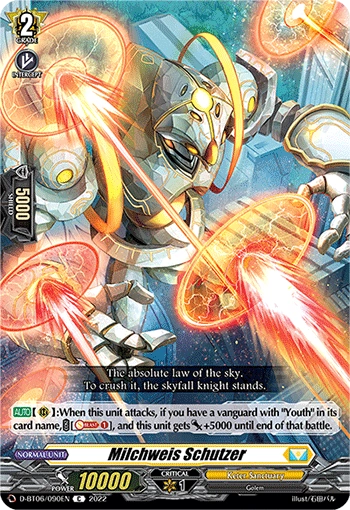 2
GRADE
INTERCEPT
5000
SHIELD
The absolute law of the sky.
To crush it, the skyfall knight stands.
AUTO【 】:When this unit attacks, if you have a vanguard with "Youth" in its
card name, [ SOUL BLAST 1 ], and this unit gets +5000 until end of that battle.
NORMAL UNIT
Milchweis Schutzer
POWER 10000
CRITICAL
1
Keter Sanctuary
Golem
D-BT06/090EN C 2022
illust/石田バル